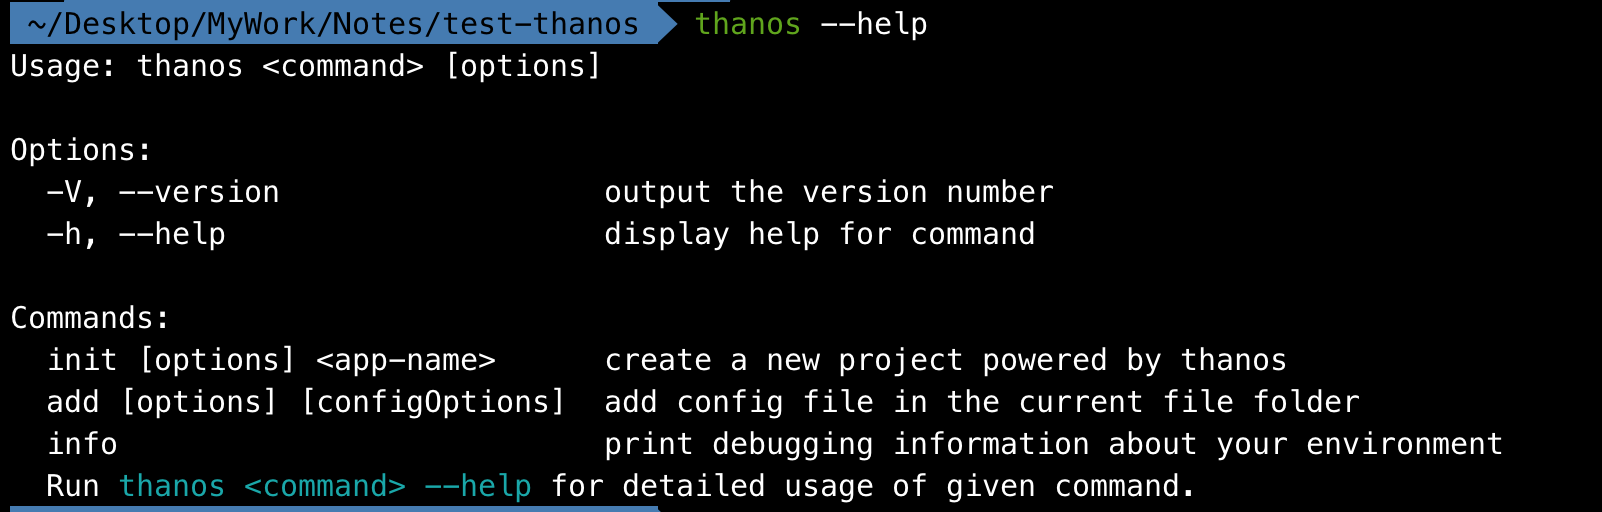 ~/Desktop/MyWork/Notes/test-thanos thanos --help
Usage: thanos <command> [options]
Options:
-V, --version output the version number
-h, --help display help for command
Commands:
init [options] <app-name> create a new project powered by thanos
add [options] [configOptions] add config file in the current file folder
info print debugging information about your environment
Run thanos <command> --help for detailed usage of given command.